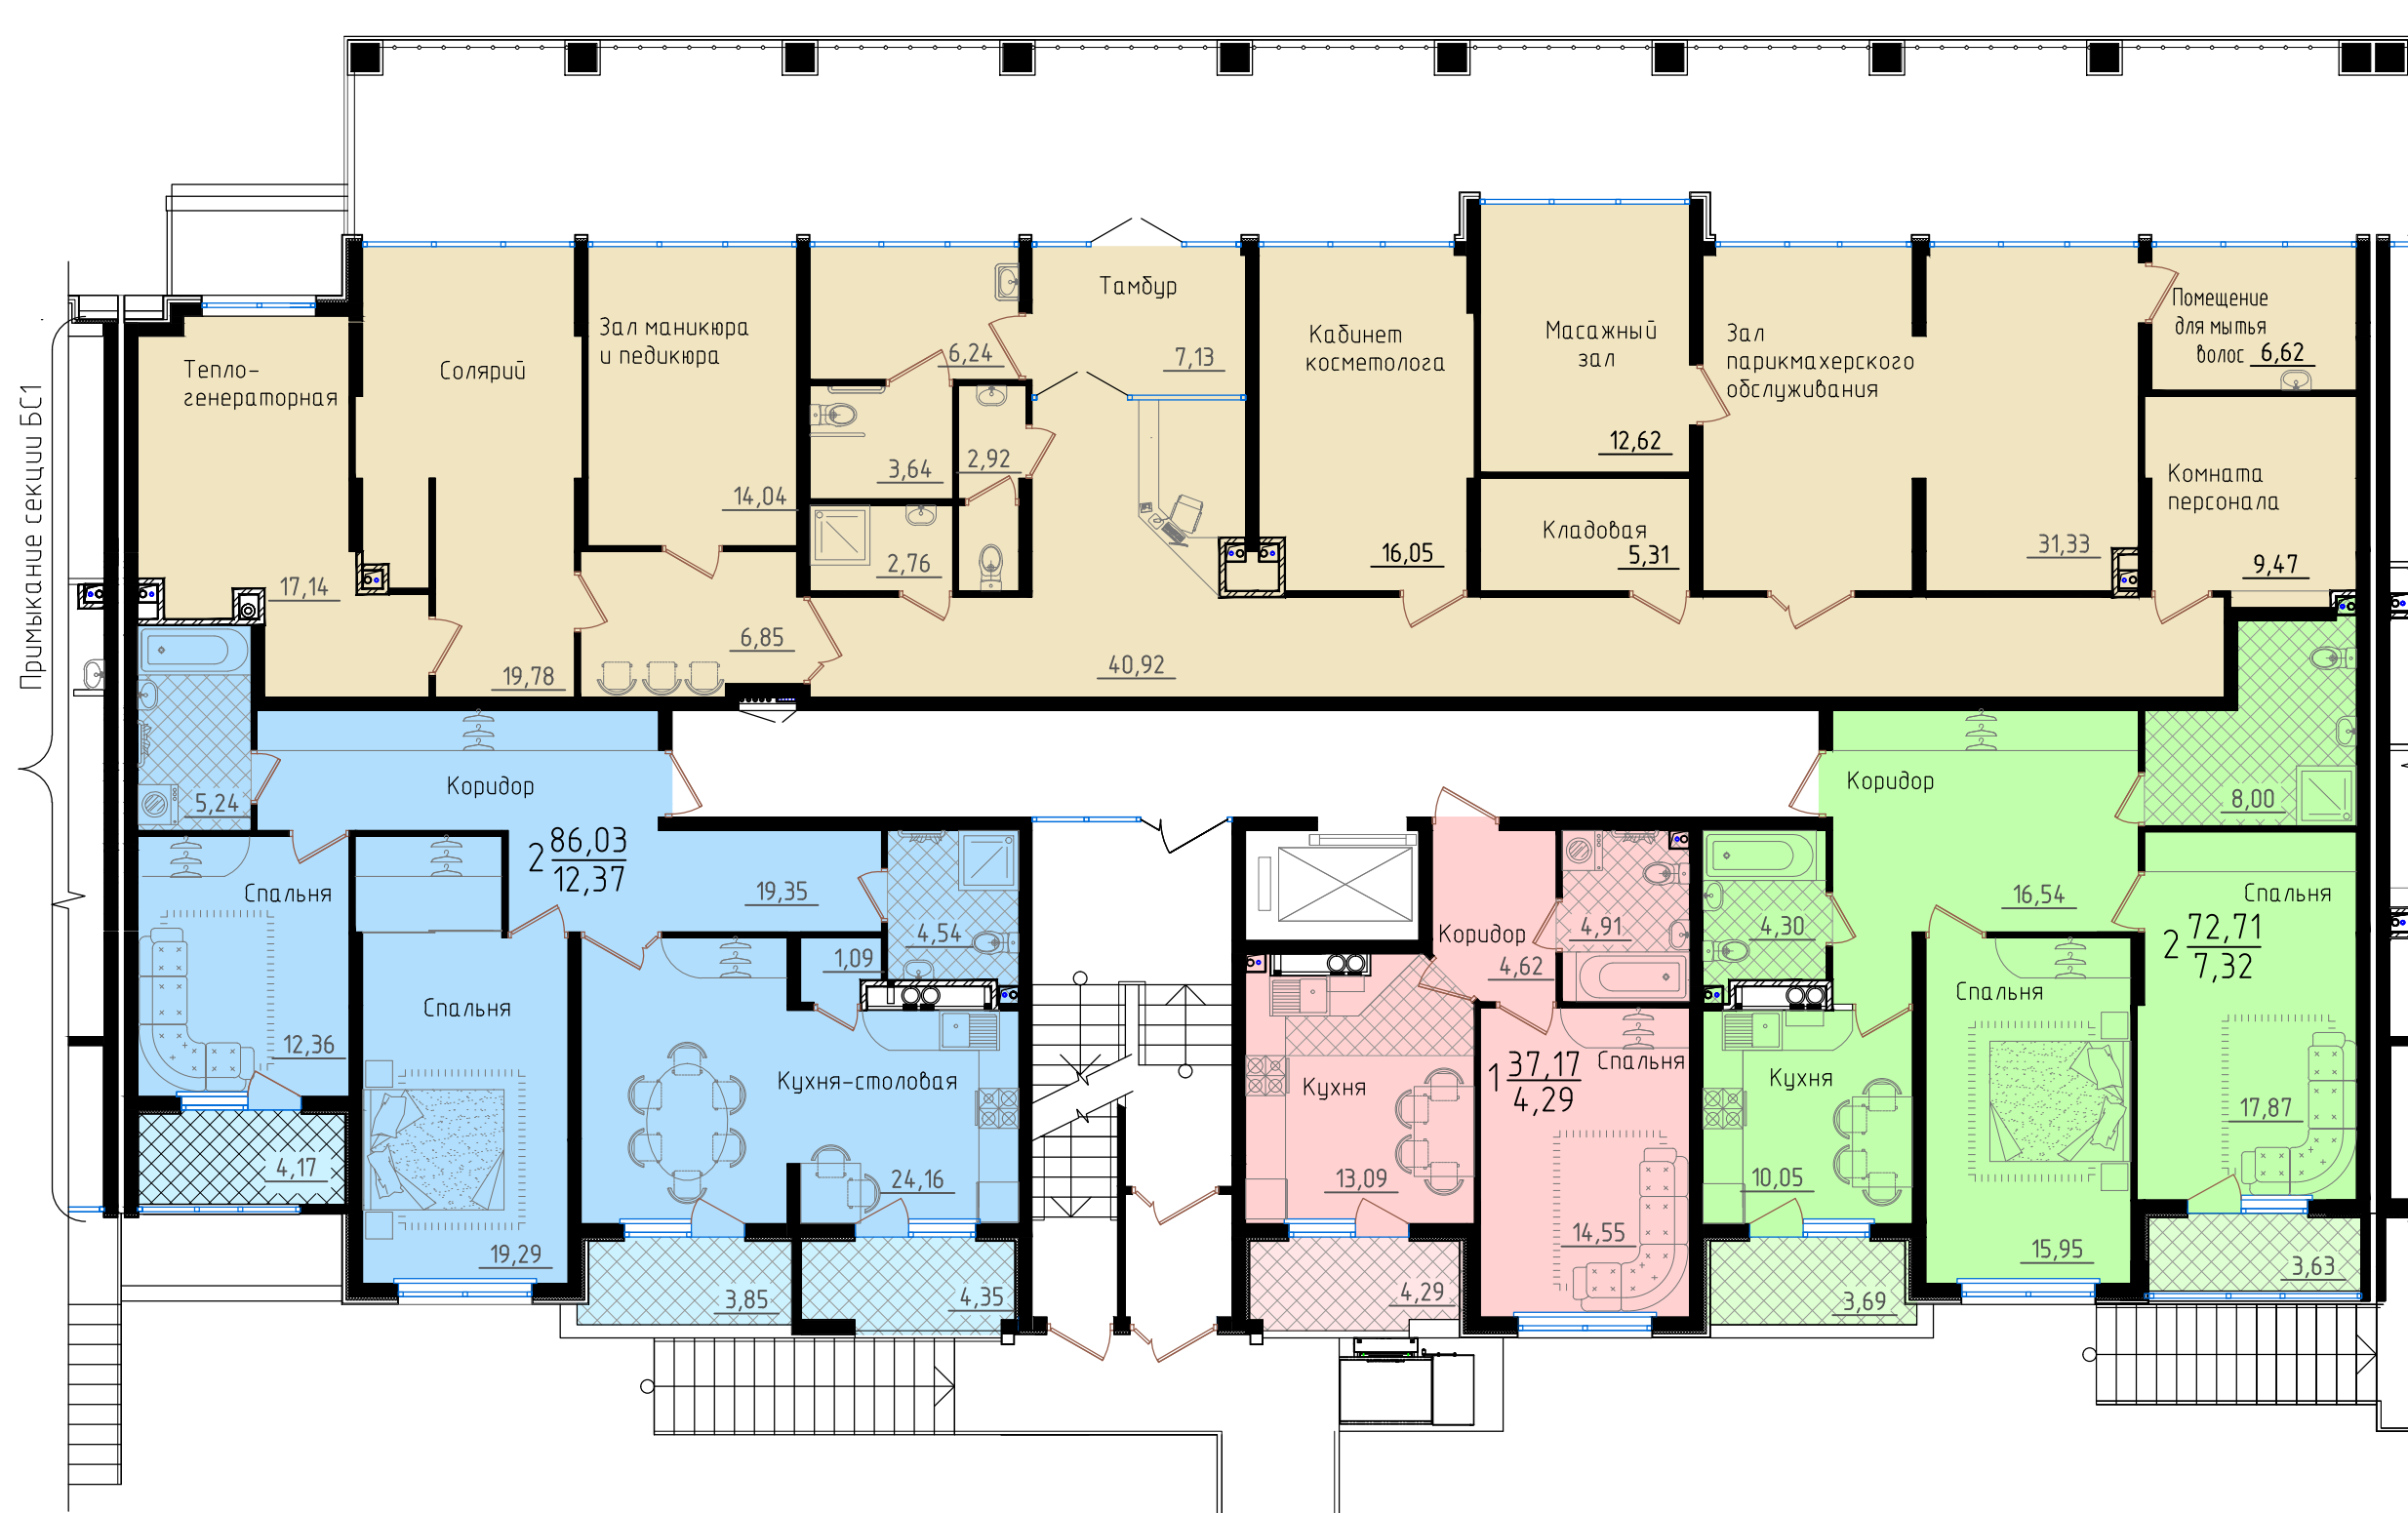 Примыкание секции БС1
Тепло-
генераторная
17,14
Солярий
19,78
Зал маникюра
и педикюра
14,04
6,85
6,24
3,64
2,92
2,76
Тамбур
7,13
40,92
Кабинет
косметолога
16,05
Масажный
зал
12,62
Кладовая
5,31
Зал
парикмахерского
обслуживания
31,33
Помещение
для мытья
волос 6,62
Комната
персонала
9,47
5,24
Коридор
2 86,03
12,37
19,35
Спальня
12,36
4,17
Спальня
19,29
4,54
1,09
Кухня-столовая
24,16
3,85
4,35
Коридор
4,62
4,91
Кухня
13,09
4,29
1 37,17
4,29
Спальня
14,55
Коридор
16,54
8,00
4,30
Кухня
10,05
3,69
Спальня
15,95
Спальня
2 72,71
7,32
17,87
3,63